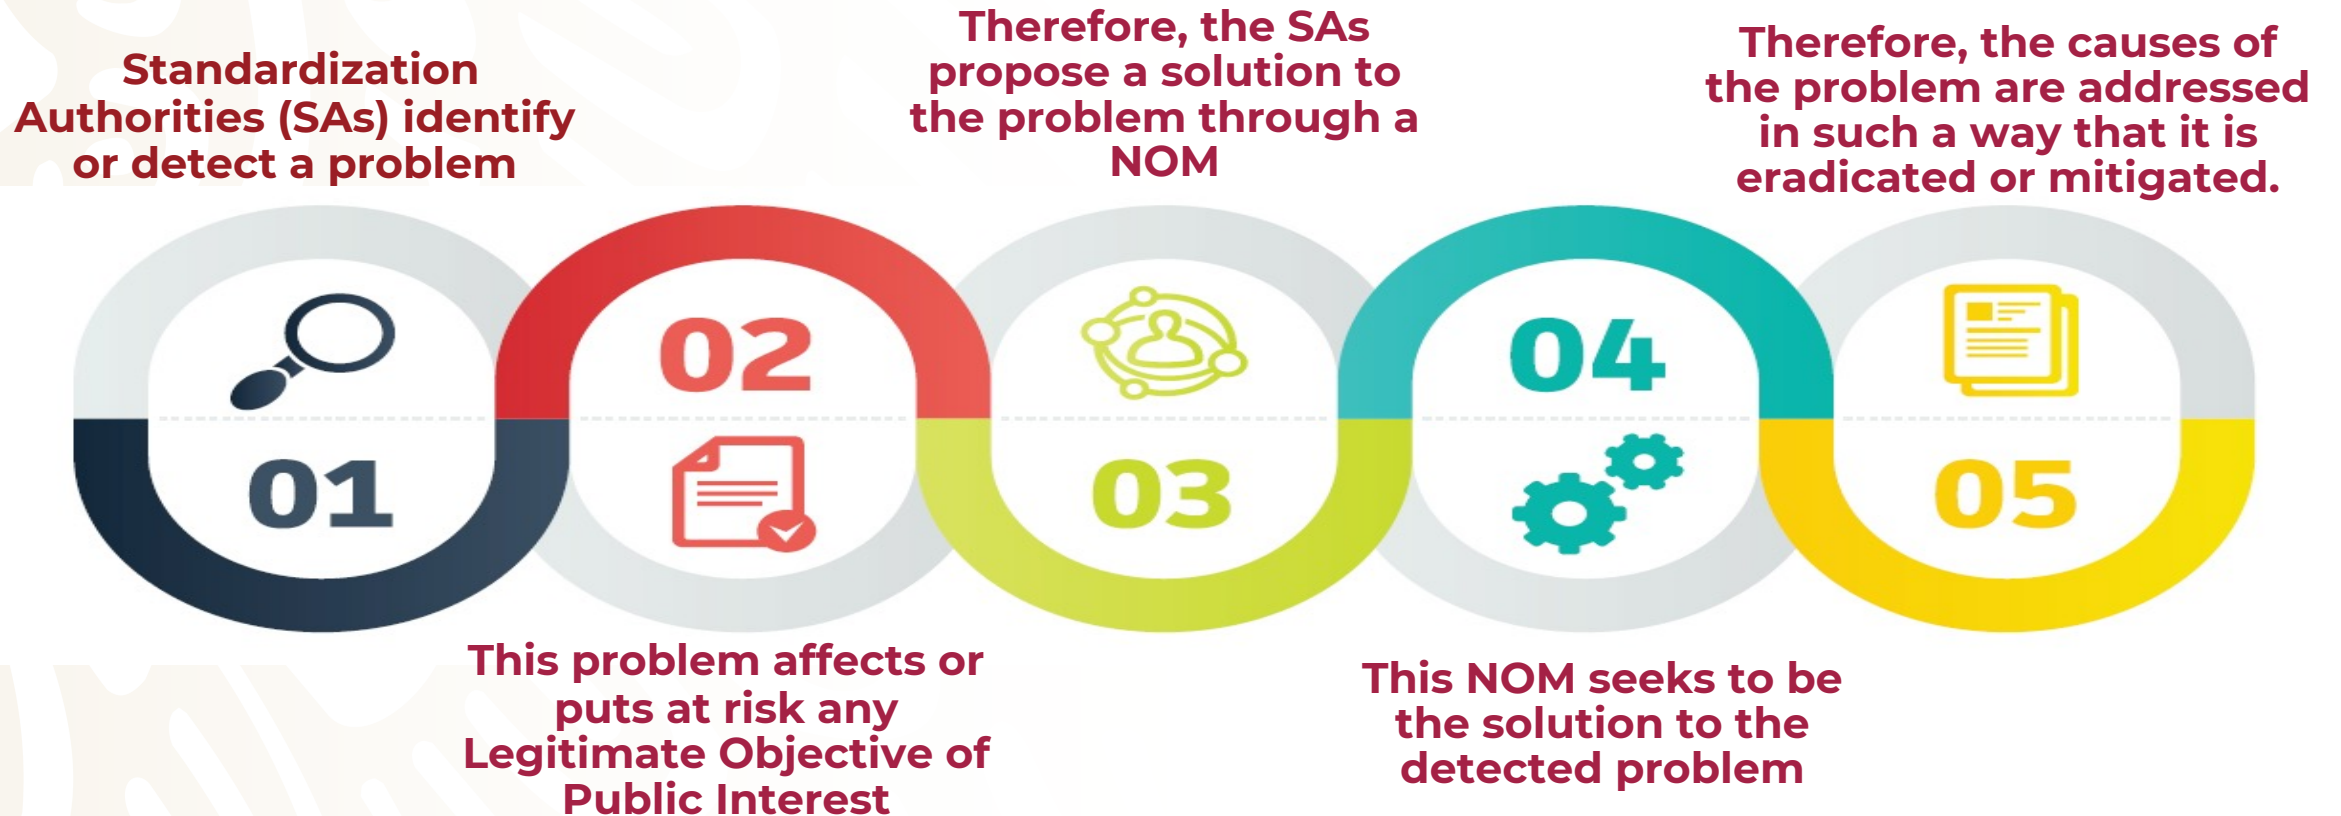 Standardization
Authorities (SAs) identify
or detect a problem
01
02
This problem affects or
puts at risk any
Legitimate Objective of
Public Interest
Therefore, the SAs
propose a solution to
the problem through a
NOM
03
04
This NOM seeks to be
the solution to the
detected problem
Therefore, the causes of
the problem are addressed
in such a way that it is
eradicated or mitigated.
05